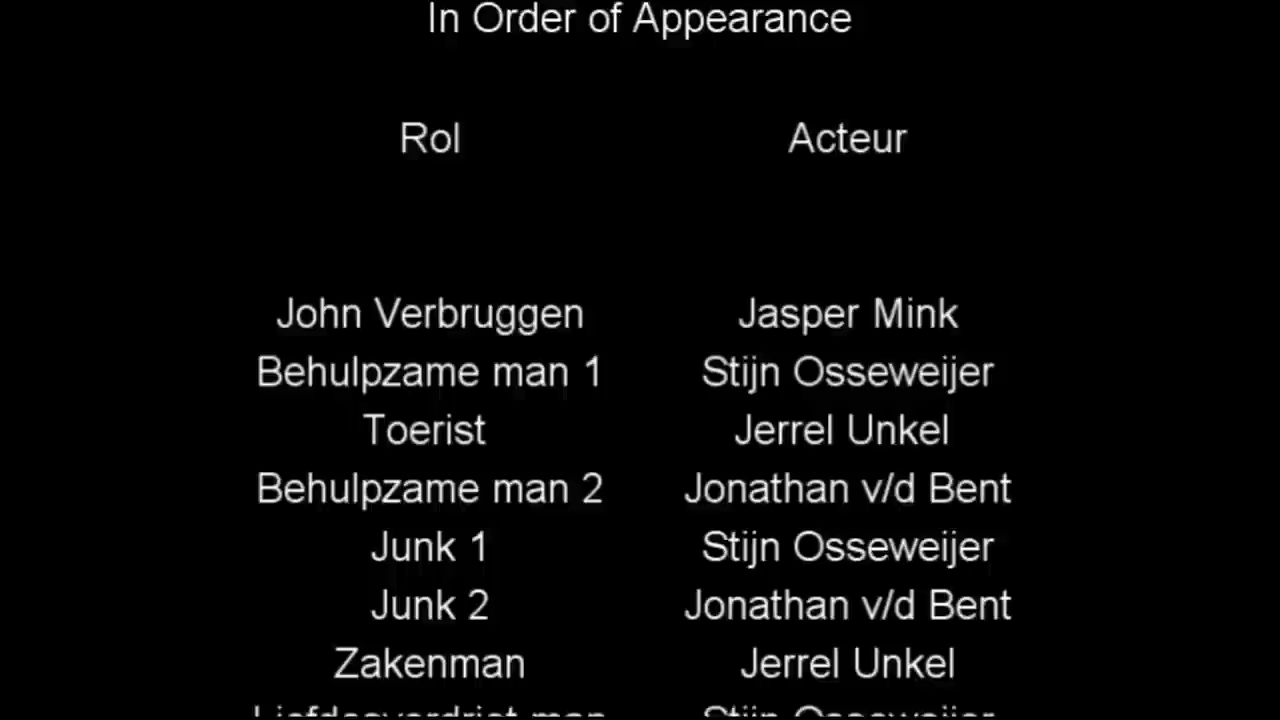 In Order of Appearance
Rol Acteur
John Verbruggen Jasper Mink
Behulpzame man 1 Stijn Osseweijer
Toerist Jerrel Unkel
Behulpzame man 2 Jonathan v/d Bent
Junk 1 Stijn Osseweijer
Junk 2 Jonathan v/d Bent
Zakenman Jerrel Unkel